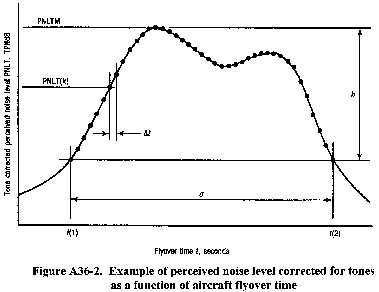 PNLTM
PNLT(k)
Tone corrected perceived noise level PNLT, TPNdB
Δt
h
d
t(1)
t(2)
Flyover time t, seconds
Figure A36-2. Example of perceived noise level corrected for tones
as a function of aircraft flyover time